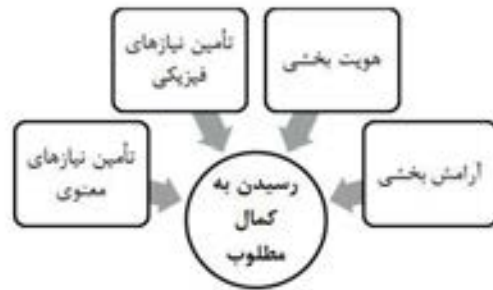 هویت بخشی
تأمین نیازهای
فیزیکی
آرامش بخشی
تأمین نیازهای
معنوی
رسیدن به
کمال
مطلوب